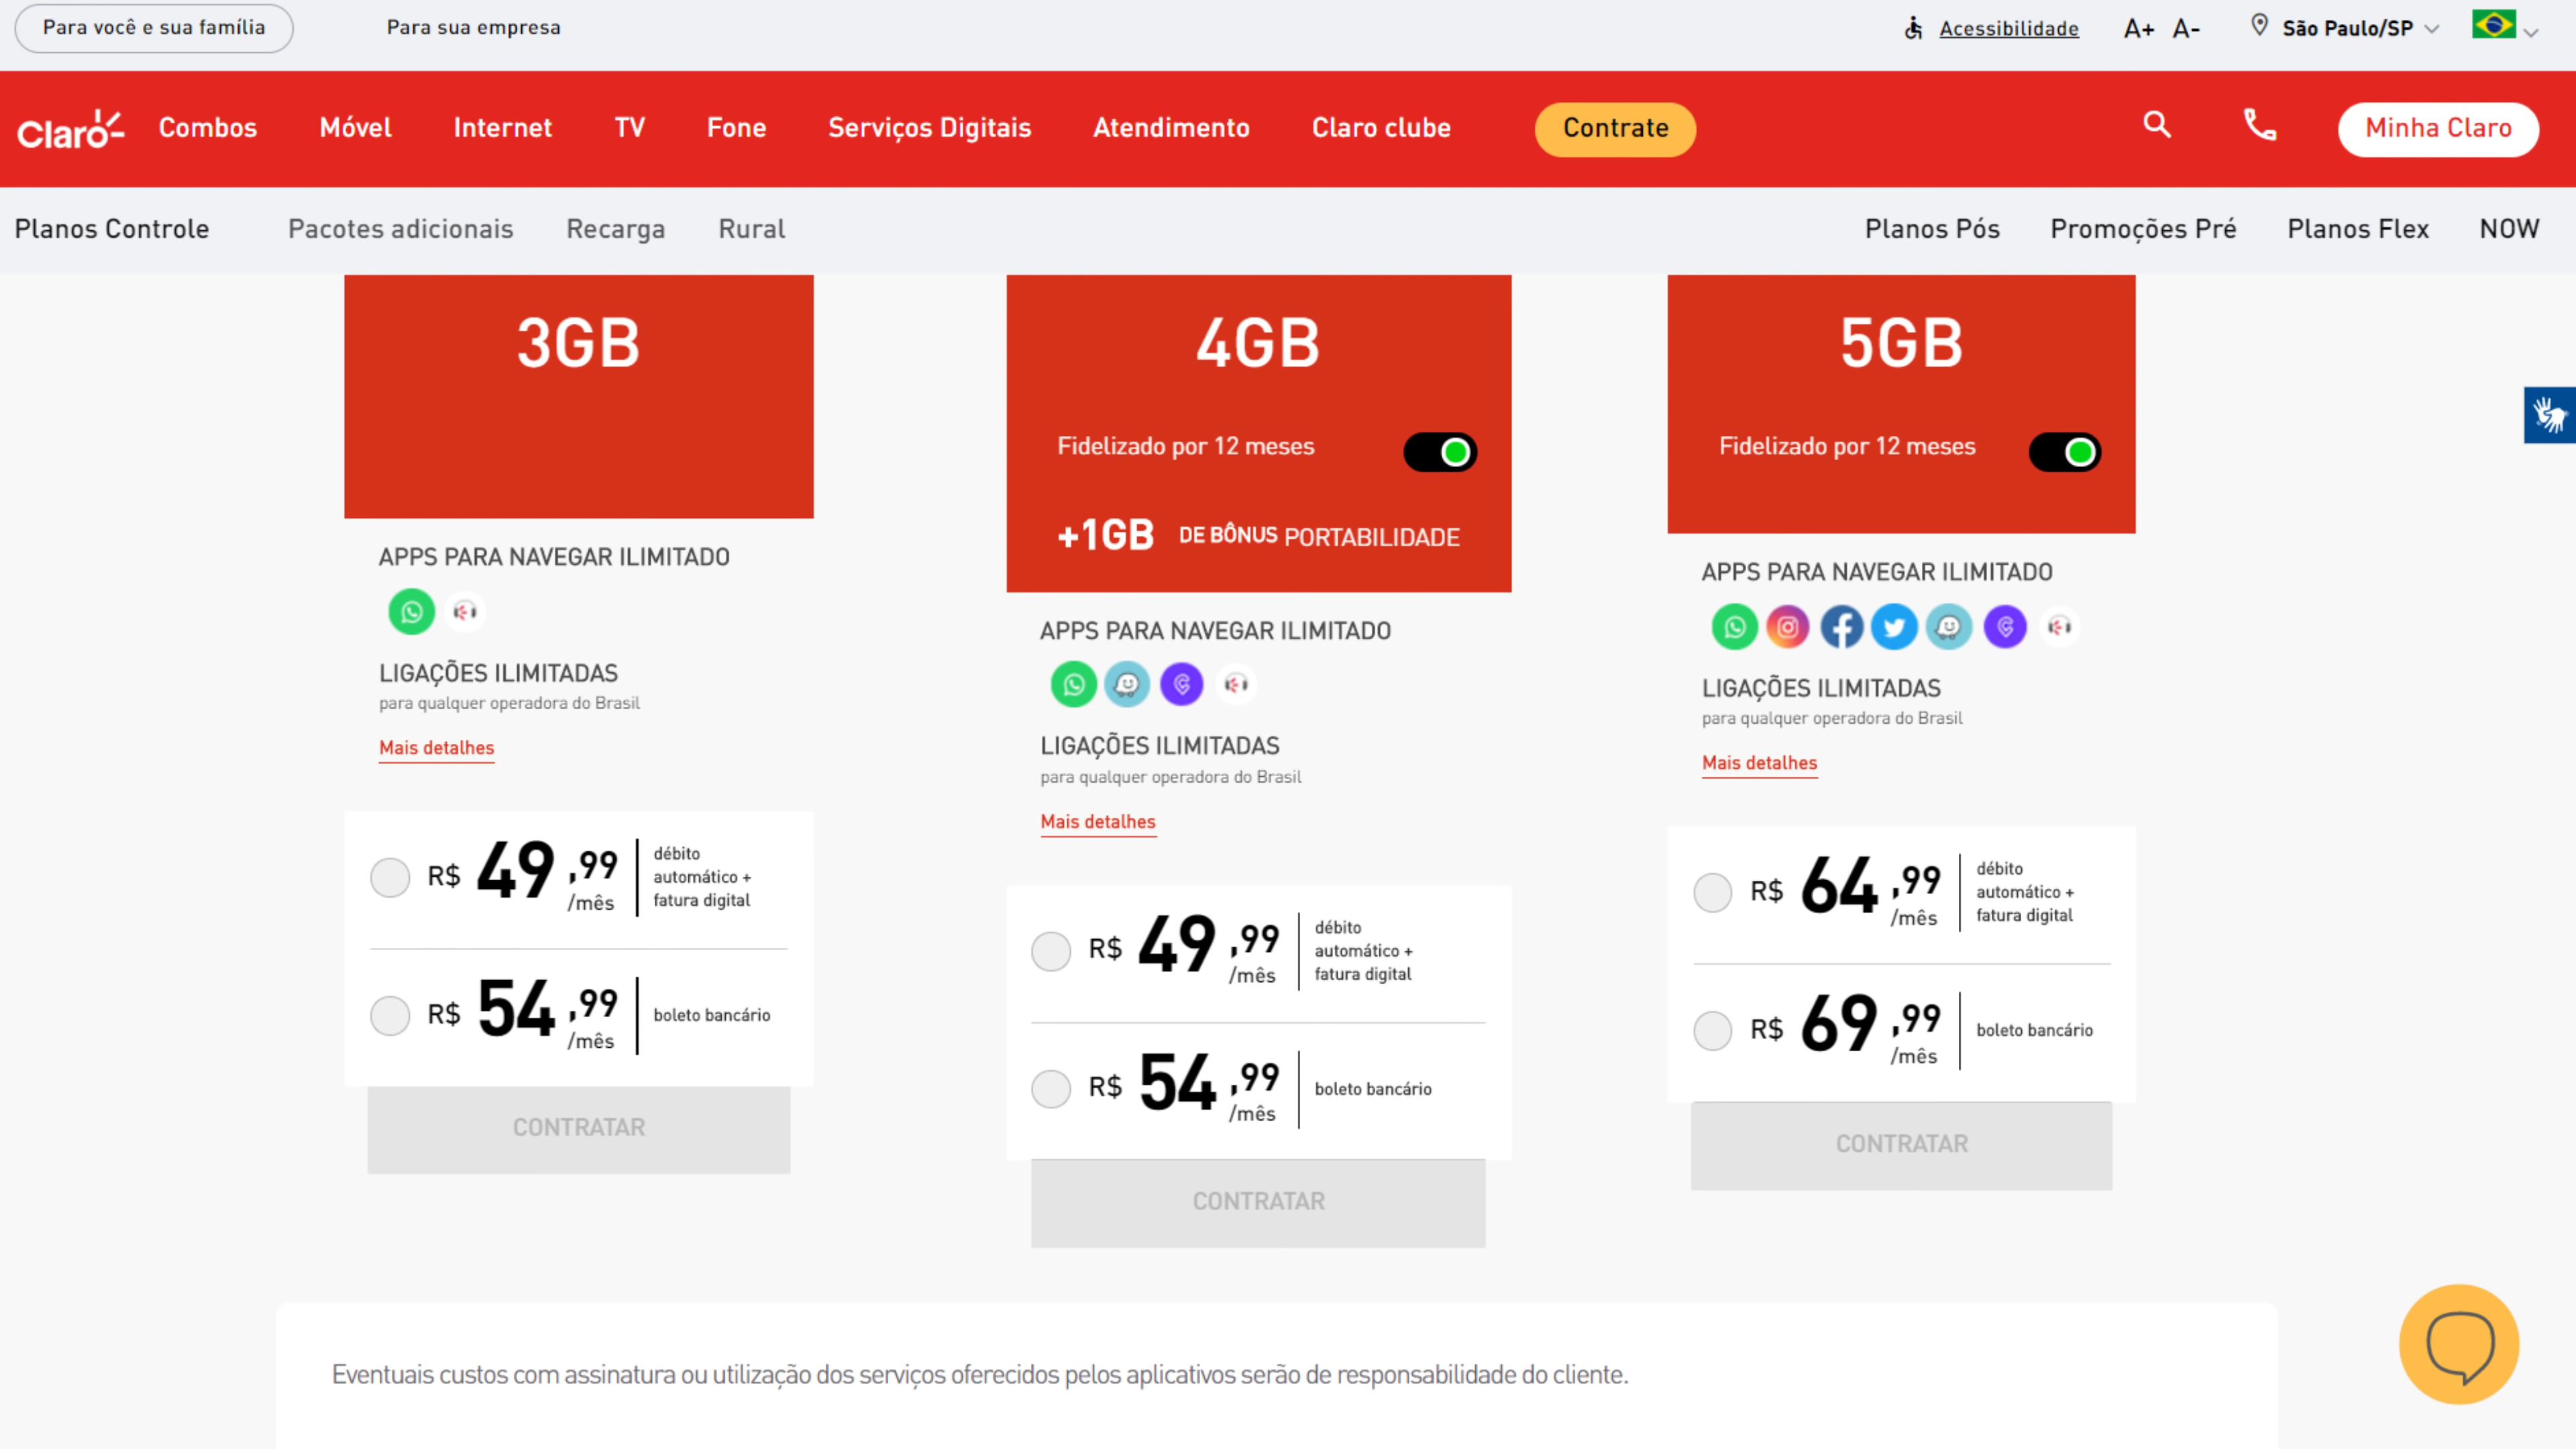 Para você e sua família
Para sua empresa
Acessibilidade
A+ A-
São Paulo/SP
Claro
Combos
Móvel
Internet
TV
Fone
Serviços Digitais
Atendimento
Claro clube
Contrate
Minha Claro
Planos Controle
Pacotes adicionais
Recarga
Rural
Planos Pós
Promoções Pré
Planos Flex
NOW
3GB
APPS PARA NAVEGAR ILIMITADO
LIGAÇÕES ILIMITADAS
para qualquer operadora do Brasil
Mais detalhes
R$ 49,99
/mês
débito
automático +
fatura digital
R$ 54,99
/mês
boleto bancário
CONTRATAR
4GB
Fidelizado por 12 meses
+1GB DE BÔNUS PORTABILIDADE
APPS PARA NAVEGAR ILIMITADO
LIGAÇÕES ILIMITADAS
para qualquer operadora do Brasil
Mais detalhes
R$ 49,99
/mês
débito
automático +
fatura digital
R$ 54,99
/mês
boleto bancário
CONTRATAR
5GB
Fidelizado por 12 meses
APPS PARA NAVEGAR ILIMITADO
LIGAÇÕES ILIMITADAS
para qualquer operadora do Brasil
Mais detalhes
R$ 64,99
/mês
débito
automático +
fatura digital
R$ 69,99
/mês
boleto bancário
CONTRATAR
Eventuais custos com assinatura ou utilização dos serviços oferecidos pelos aplicativos serão de responsabilidade do cliente.